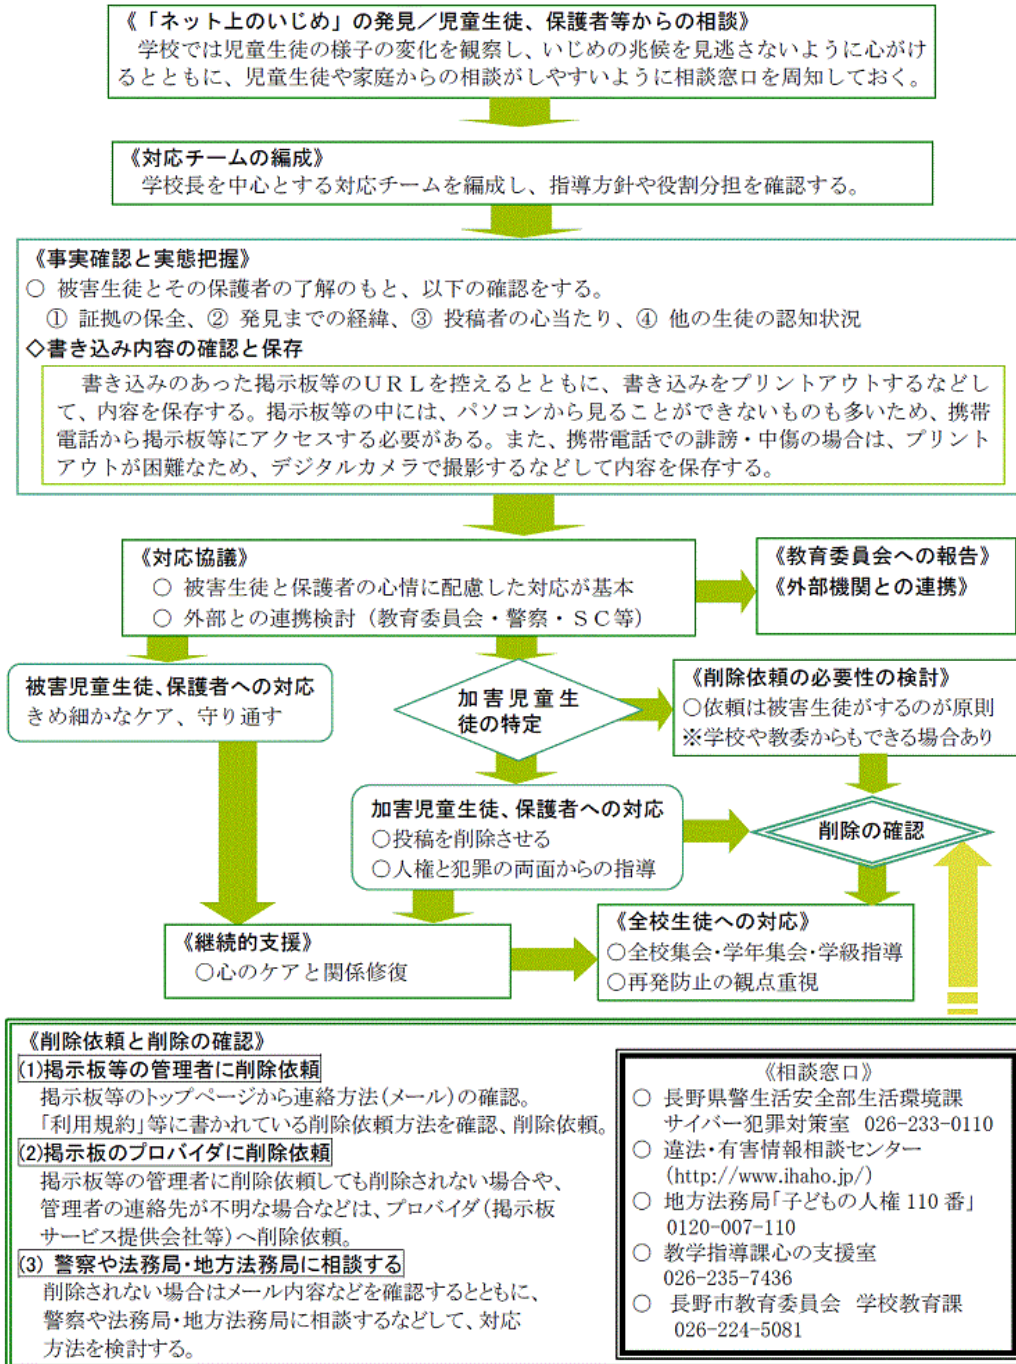 《「ネット上のいじめ」の発見／児童生徒、保護者等からの相談》
学校では児童生徒の様子の変化を観察し、いじめの兆候を見逃さないように心がけ
るとともに、児童生徒や家庭からの相談がしやすいように相談窓口を周知しておく。
《対応チームの編成》
学校長を中心とする対応チームを編成し、指導方針や役割分担を確認する。
《事実確認と実態把握》
○ 被害生徒とその保護者の了解のもと、以下の確認をする。
① 証拠の保全、② 発見までの経緯、③ 投稿者の心当たり、④ 他の生徒の認知状況
◇書き込み内容の確認と保存
書き込みのあった掲示板等のＵＲＬを控えるとともに、書き込みをプリントアウトするなどし
て、内容を保存する。掲示板等の中には、パソコンから見ることができないものも多いため、携帯
電話から掲示板等にアクセスする必要がある。また、携帯電話での誹謗・中傷の場合は、プリント
アウトが困難なため、デジタルカメラで撮影するなどして内容を保存する。
《対応協議》
○ 被害生徒と保護者の心情に配慮した対応が基本
○ 外部との連携検討（教育委員会・警察・ＳＣ等）
《教育委員会への報告》
《外部機関との連携》
被害児童生徒、保護者への対応
きめ細かなケア、守り通す
加害児童生
徒の特定
《削除依頼の必要性の検討》
○依頼は被害生徒がするのが原則
※学校や教委からもできる場合あり
加害児童生徒、保護者への対応
○投稿を削除させる
○人権と犯罪の両面からの指導
削除の確認
《継続的支援》
○心のケアと関係修復
《全校生徒への対応》
○全校集会・学年集会・学級指導
○再発防止の観点重視
《削除依頼と削除の確認》
(1)掲示板等の管理者に削除依頼
掲示板等のトップページから連絡方法(メール)の確認。
「利用規約」等に書かれている削除依頼方法を確認、削除依頼。
(2)掲示板のプロバイダに削除依頼
掲示板等の管理者に削除依頼しても削除されない場合や、
管理者の連絡先が不明な場合などは、プロバイダ(掲示板
サービス提供会社等)へ削除依頼。
(3) 警察や法務局・地方法務局に相談する
削除されない場合はメール内容などを確認するとともに、
警察や法務局・地方法務局に相談するなどして、対応
方法を検討する。
《相談窓口》
○ 長野県警生活安全部生活環境課
サイバー犯罪対策室 026-233-0110
○ 違法・有害情報相談センター
(http://www.ihaho.jp/)
○ 地方法務局「子どもの人権 110 番」
0120-007-110
○ 教学指導課心の支援室
026-235-7436
○ 長野市教育委員会 学校教育課
026-224-5081